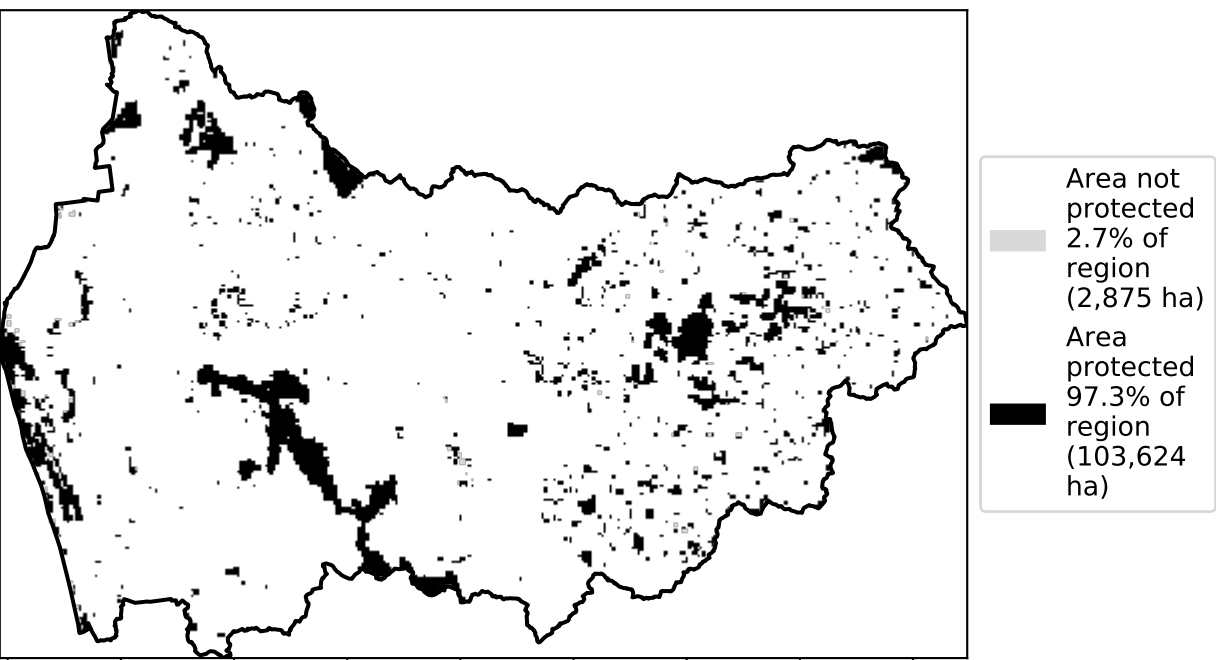 Area not
protected
2.7% of
region
(2,875 ha)
Area
protected
97.3% of
region
(103,624
ha)